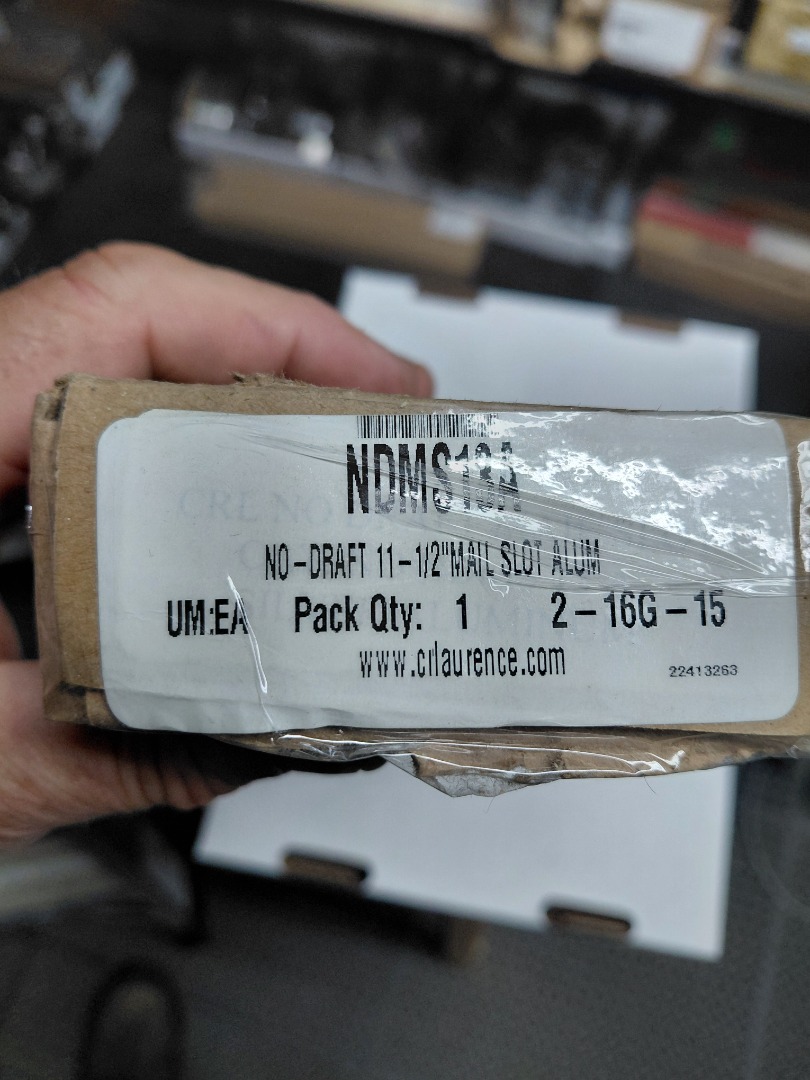 NDMS13A
NO-DRAFT 11-1/2"MAIL SLOT ALUM
UM:EA Pack Qty: 1 2-16G-15
www.crlaurence.com
22413263